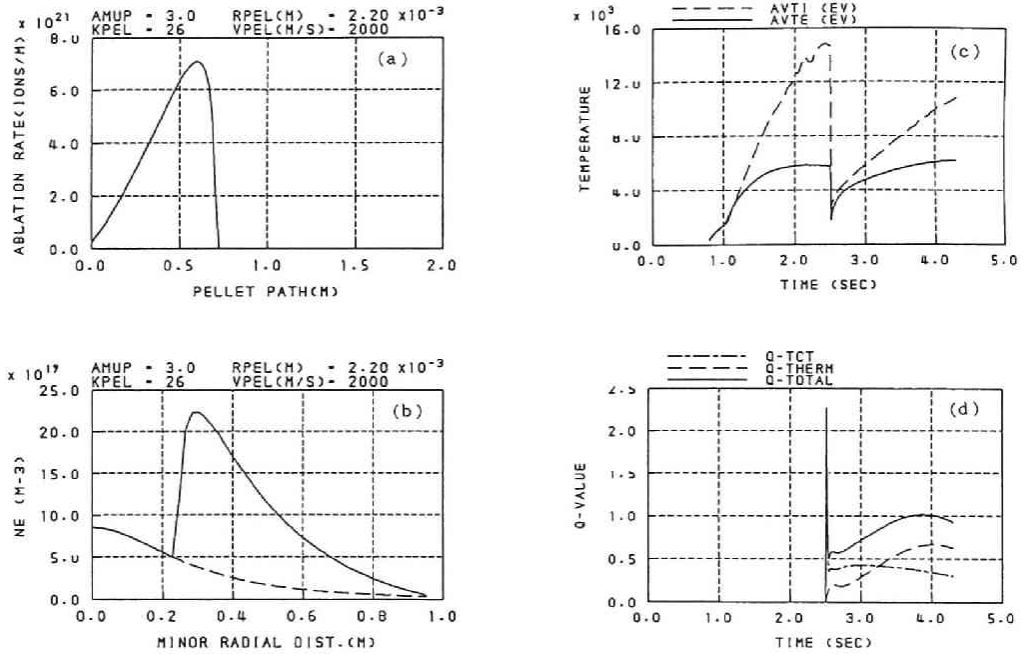 x 10²¹ AMUP - 3.0 RPEL(M) - 2.20 x10⁻³
KPEL - 26 VPEL(M/S)- 2000
8.0
6.0
4.0
2.0
0.0
ABLATION RATE(IONS/M)
(a)
0.0 0.5 1.0 1.5 2.0
PELLET PATH(M)
x 10³
AVTI (EV)
AVTE (EV)
16.0
12.0
8.0
4.0
0.0
TEMPERATURE
(c)
0.0 1.0 2.0 3.0 4.0 5.0
TIME (SEC)
x 10¹⁹ AMUP - 3.0 RPEL(M) - 2.20 x10⁻³
KPEL - 26 VPEL(M/S)- 2000
25.0
20.0
15.0
10.0
5.0
0.0
NE (M-3)
(b)
0.0 0.2 0.4 0.6 0.8 1.0
MINOR RADIAL DIST.(M)
Q-TCT
Q-THERM
Q-TOTAL
2.5
2.0
1.5
1.0
0.5
0.0
Q-VALUE
(d)
0.0 1.0 2.0 3.0 4.0 5.0
TIME (SEC)